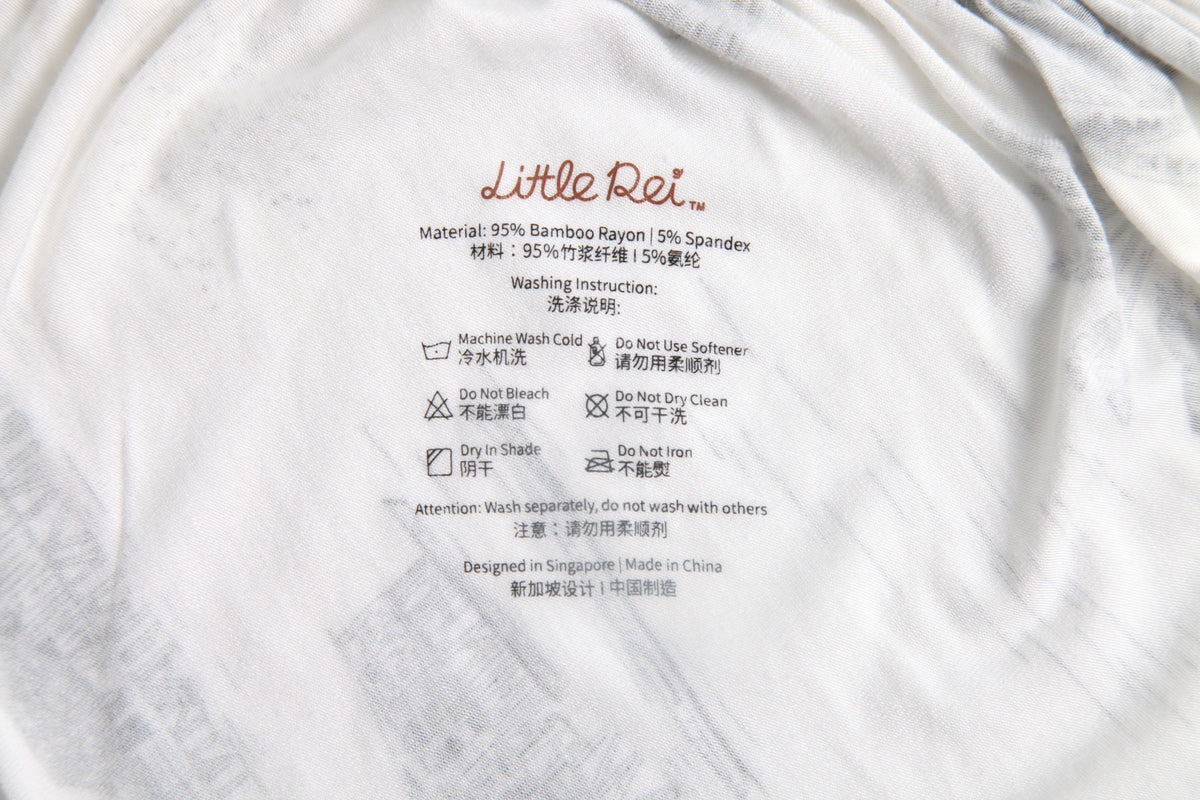 Little Rei™
Material: 95% Bamboo Rayon | 5% Spandex
材料：95%竹浆纤维 | 5%氨纶
Washing Instruction:
洗涤说明:
Machine Wash Cold
冷水机洗
Do Not Use Softener
请勿用柔顺剂
Do Not Bleach
不能漂白
Do Not Dry Clean
不可干洗
Dry In Shade
阴干
Do Not Iron
不能熨
Attention: Wash separately, do not wash with others
注意：请勿用柔顺剂
Designed in Singapore | Made in China
新加坡设计 | 中国制造